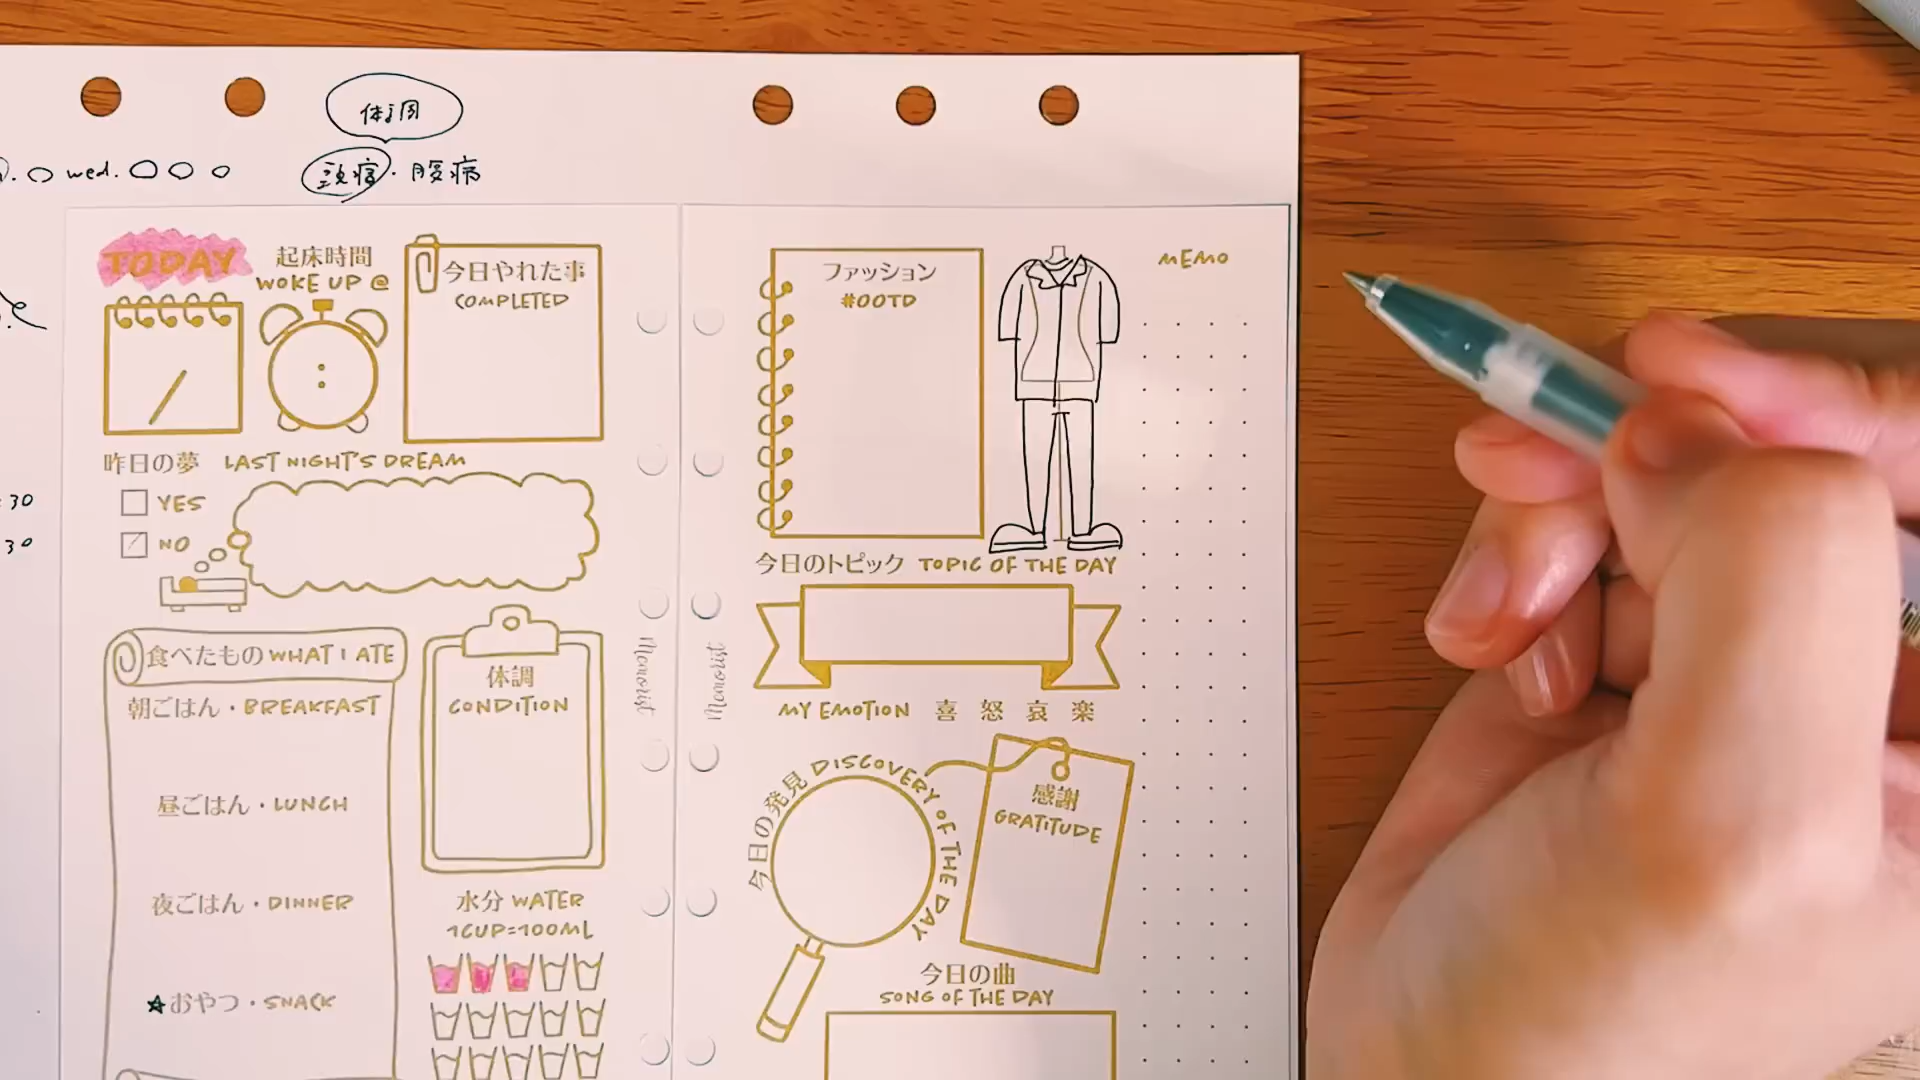 体調
wed.
頭痛・腹痛
TODAY
起床時間
WOKE UP @
:
今日やれた事
COMPLETED
昨日の夢 LAST NIGHT'S DREAM
YES
NO
30
30
食べたもの WHAT I ATE
朝ごはん・BREAKFAST
昼ごはん・LUNCH
夜ごはん・DINNER
★おやつ・SNACK
体調
CONDITION
水分 WATER
1CUP=100ML
Memorist
Memorist
ファッション
#OOTD
MEMO
今日のトピック TOPIC OF THE DAY
MY EMOTION 喜 怒 哀 楽
今日の発見 DISCOVERY OF THE DAY
感謝
GRATITUDE
今日の曲
SONG OF THE DAY